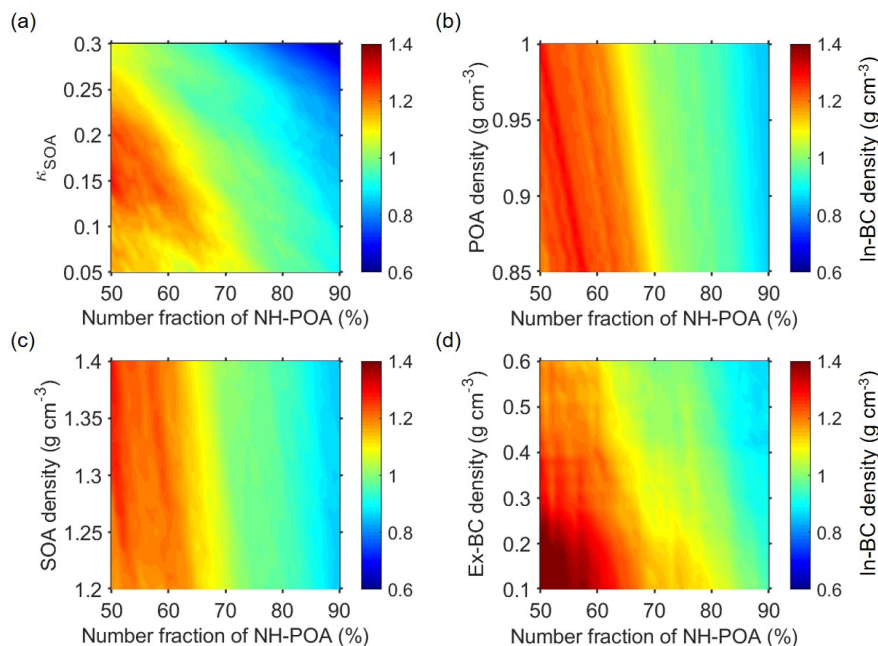 (a)
0.3
0.25
0.2
0.15
0.1
0.05
κSOA
50 60 70 80 90
Number fraction of NH-POA (%)
1.4
1.2
1
0.8
0.6
(b)
1
0.95
0.9
0.85
POA density (g cm-3)
50 60 70 80 90
Number fraction of NH-POA (%)
1.4
1.2
1
0.8
0.6
In-BC density (g cm-3)
(c)
1.4
1.35
1.3
1.25
1.2
SOA density (g cm-3)
50 60 70 80 90
Number fraction of NH-POA (%)
1.4
1.2
1
0.8
0.6
(d)
0.6
0.5
0.4
0.3
0.2
0.1
Ex-BC density (g cm-3)
50 60 70 80 90
Number fraction of NH-POA (%)
1.4
1.2
1
0.8
0.6
In-BC density (g cm-3)